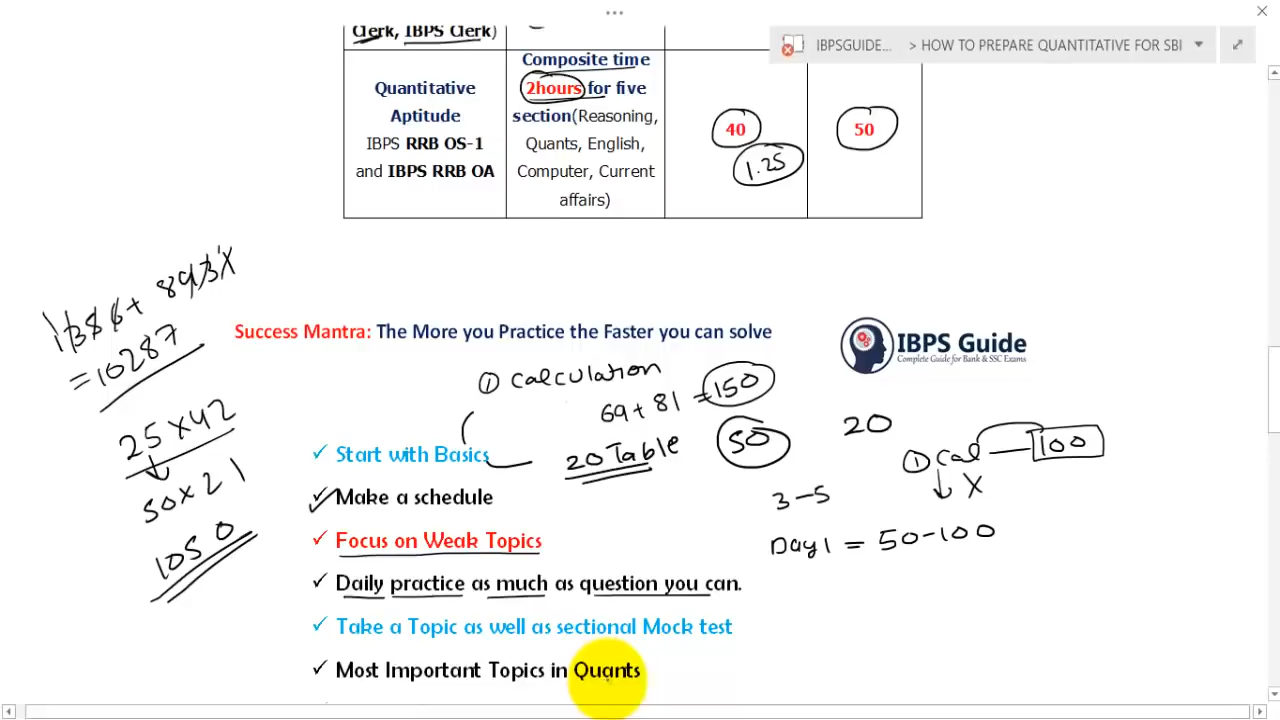 IBPSGUIDE... > HOW TO PREPARE QUANTITATIVE FOR SBI
Clerk, IBPS Clerk)
Quantitative
Aptitude
IBPS RRB OS-1
and IBPS RRB OA
Composite time
2hours for five
section(Reasoning,
Quants, English,
Computer, Current
affairs)
40
1.25
50
1386+ 8931
=10287
25×42
50×21
1050
Success Mantra: The More you Practice the Faster you can solve
IBPS Guide
Complete Guide for Bank & SSC Exams
① Calculation
69+81 =150
20 Table
50
20
① Cal — 100
X
3-5
Day1 = 50-100
✓ Start with Basics
✓ Make a schedule
✓ Focus on Weak Topics
✓ Daily practice as much as question you can.
✓ Take a Topic as well as sectional Mock test
✓ Most Important Topics in Quants